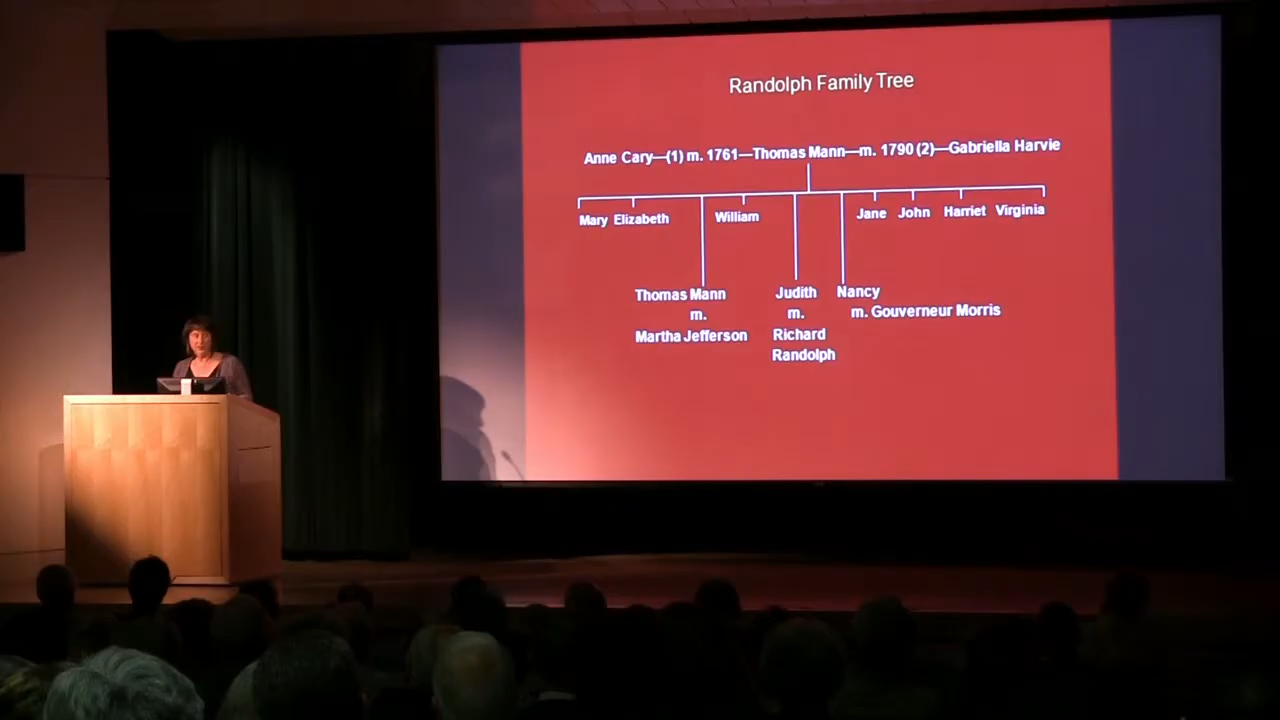 Randolph Family Tree
Anne Cary—(1) m. 1761—Thomas Mann—m. 1790 (2)—Gabriella Harvie
Mary Elizabeth William Jane John Harriet Virginia
Thomas Mann Judith Nancy
m. m. m. Gouverneur Morris
Martha Jefferson Richard
Randolph